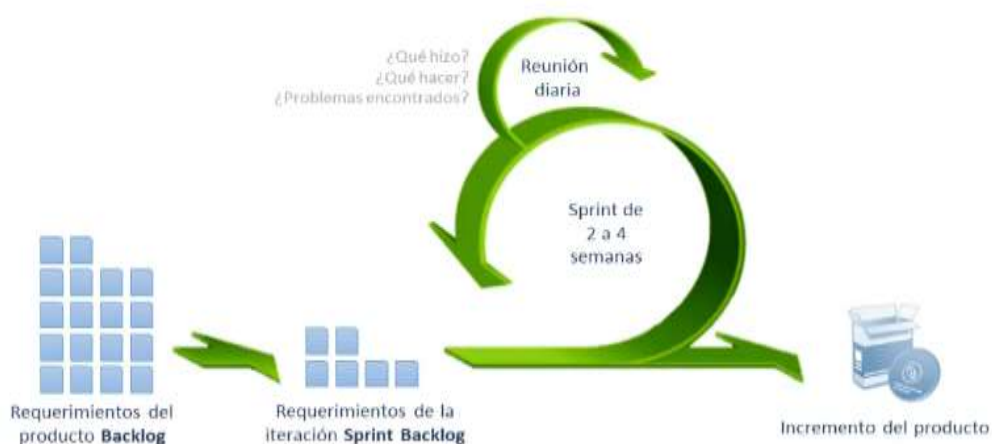 ¿Qué hizo?
¿Qué hacer?
¿Problemas encontrados?
Reunión
diaria
Sprint de
2 a 4
semanas
Requerimientos del
producto Backlog
Requerimientos de la
iteración Sprint Backlog
Incremento del producto